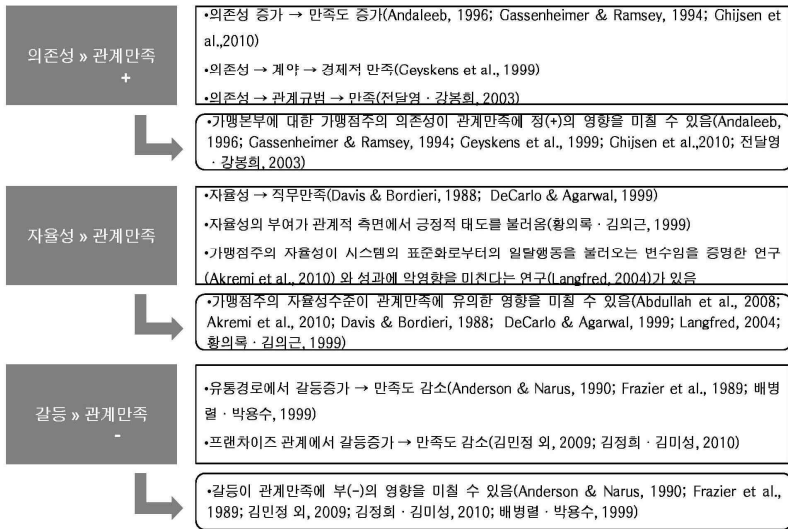 의존성 » 관계만족
+
•의존성 증가 → 만족도 증가(Andaleeb, 1996; Gassenheimer & Ramsey, 1994; Ghijsen et
al.,2010)
•의존성 → 계약 → 경제적 만족(Geyskens et al., 1999)
•의존성 → 관계규범 → 만족(전달영 · 강봉희, 2003)
•가맹본부에 대한 가맹점주의 의존성이 관계만족에 정(+)의 영향을 미칠 수 있음(Andaleeb,
1996; Gassenheimer & Ramsey, 1994; Geyskens et al., 1999; Ghijsen et al.,2010; 전달영
· 강봉희, 2003)
자율성 » 관계만족
•자율성 → 직무만족(Davis & Bordieri, 1988; DeCarlo & Agarwal, 1999)
•자율성의 부여가 관계적 측면에서 긍정적 태도를 불러옴(황의록 · 김의근, 1999)
•가맹점주의 자율성이 시스템의 표준화로부터의 일탈행동을 불러오는 변수임을 증명한 연구
(Akremi et al., 2010) 와 성과에 악영향을 미친다는 연구(Langfred, 2004)가 있음
•가맹점주의 자율성수준이 관계만족에 유의한 영향을 미칠 수 있음(Abdullah et al., 2008;
Akremi et al., 2010; Davis & Bordieri, 1988; DeCarlo & Agarwal, 1999; Langfred, 2004;
황의록 · 김의근, 1999)
갈등 » 관계만족
-
•유통경로에서 갈등증가 → 만족도 감소(Anderson & Narus, 1990; Frazier et al., 1989; 배병
렬 · 박용수, 1999)
•프랜차이즈 관계에서 갈등증가 → 만족도 감소(김민정 외, 2009; 김정희 · 김미성, 2010)
•갈등이 관계만족에 부(-)의 영향을 미칠 수 있음(Anderson & Narus, 1990; Frazier et al.,
1989; 김민정 외, 2009; 김정희 · 김미성, 2010; 배병렬 · 박용수, 1999)